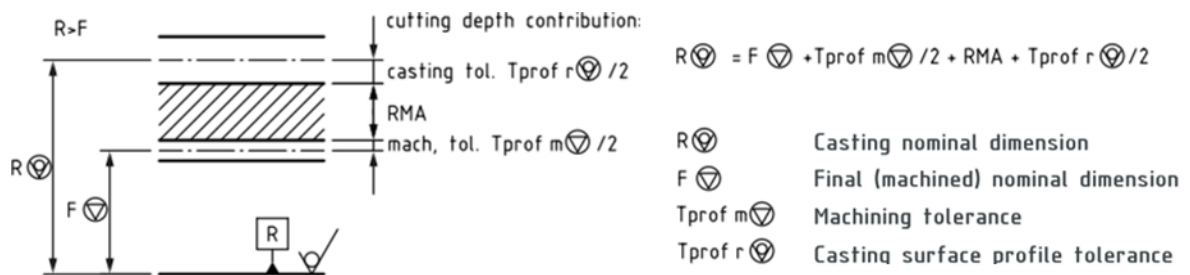 R>F
cutting depth contribution:
casting tol. Tprof r /2
RMA
mach, tol. Tprof m /2
R
F
R
R = F +Tprof m /2 + RMA + Tprof r /2
R Casting nominal dimension
F Final (machined) nominal dimension
Tprof m Machining tolerance
Tprof r Casting surface profile tolerance